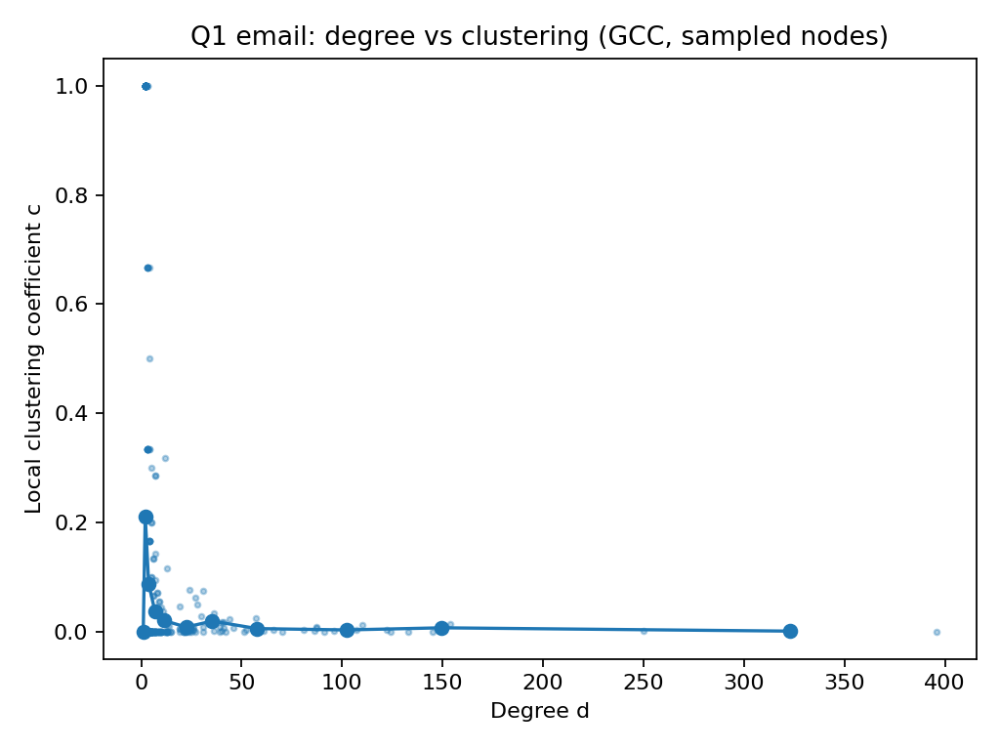 Q1 email: degree vs clustering (GCC, sampled nodes)
Local clustering coefficient c
1.0
0.8
0.6
0.4
0.2
0.0
0 50 100 150 200 250 300 350 400
Degree d